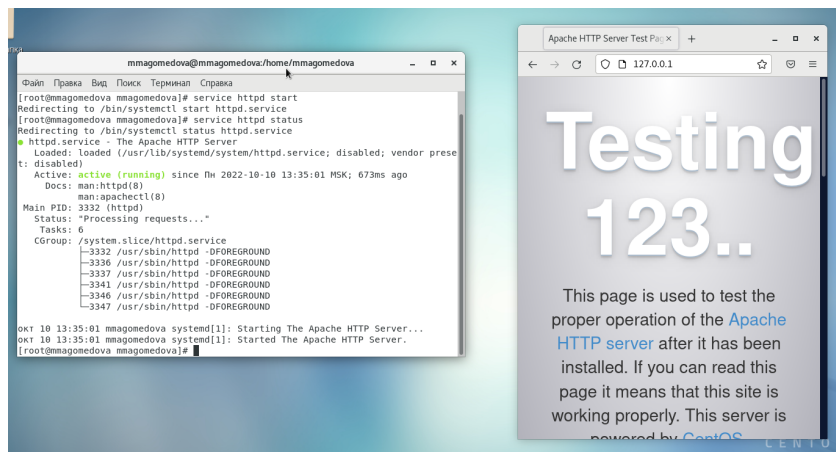 mmagomedova@mmagomedova:/home/mmagomedova
Файл Правка Вид Поиск Терминал Справка
[root@mmagomedova mmagomedova]# service httpd start
Redirecting to /bin/systemctl start httpd.service
[root@mmagomedova mmagomedova]# service httpd status
Redirecting to /bin/systemctl status httpd.service
● httpd.service - The Apache HTTP Server
Loaded: loaded (/usr/lib/systemd/system/httpd.service; disabled; vendor prese
t: disabled)
Active: active (running) since Пн 2022-10-10 13:35:01 MSK; 673ms ago
Docs: man:httpd(8)
man:apachectl(8)
Main PID: 3332 (httpd)
Status: "Processing requests..."
Tasks: 6
CGroup: /system.slice/httpd.service
├─3332 /usr/sbin/httpd -DFOREGROUND
├─3336 /usr/sbin/httpd -DFOREGROUND
├─3337 /usr/sbin/httpd -DFOREGROUND
├─3341 /usr/sbin/httpd -DFOREGROUND
├─3346 /usr/sbin/httpd -DFOREGROUND
└─3347 /usr/sbin/httpd -DFOREGROUND
окт 10 13:35:01 mmagomedova systemd[1]: Starting The Apache HTTP Server...
окт 10 13:35:01 mmagomedova systemd[1]: Started The Apache HTTP Server.
[root@mmagomedova mmagomedova]#
Apache HTTP Server Test Pag
127.0.0.1
Testing
123..
This page is used to test the
proper operation of the Apache
HTTP server after it has been
installed. If you can read this
page it means that this site is
working properly. This server is
powered by CentOS
LENTO